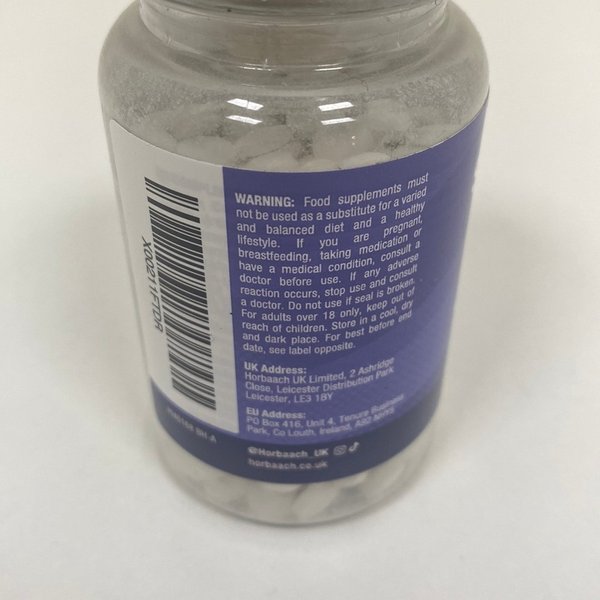 WARNING: Food supplements must
not be used as a substitute for a varied
and balanced diet and a healthy
lifestyle. If you are pregnant,
breastfeeding, taking medication or
have a medical condition, consult a
doctor before use. If any adverse
reaction occurs, stop use and consult
a doctor. Do not use if seal is broken.
For adults over 18 only, keep out of
reach of children. Store in a cool, dry
and dark place. For best before end
date, see label opposite.
UK Address:
Horbaach UK Limited, 2 Ashridge
Close, Leicester Distribution Park
Leicester, LE3 1BY
EU Address:
PO Box 416, Unit 4, Tenure Business
Park, Co Louth, Ireland, A92
@Horbaach_UK
horbaach.co.uk
X00211FTDR
BH-A